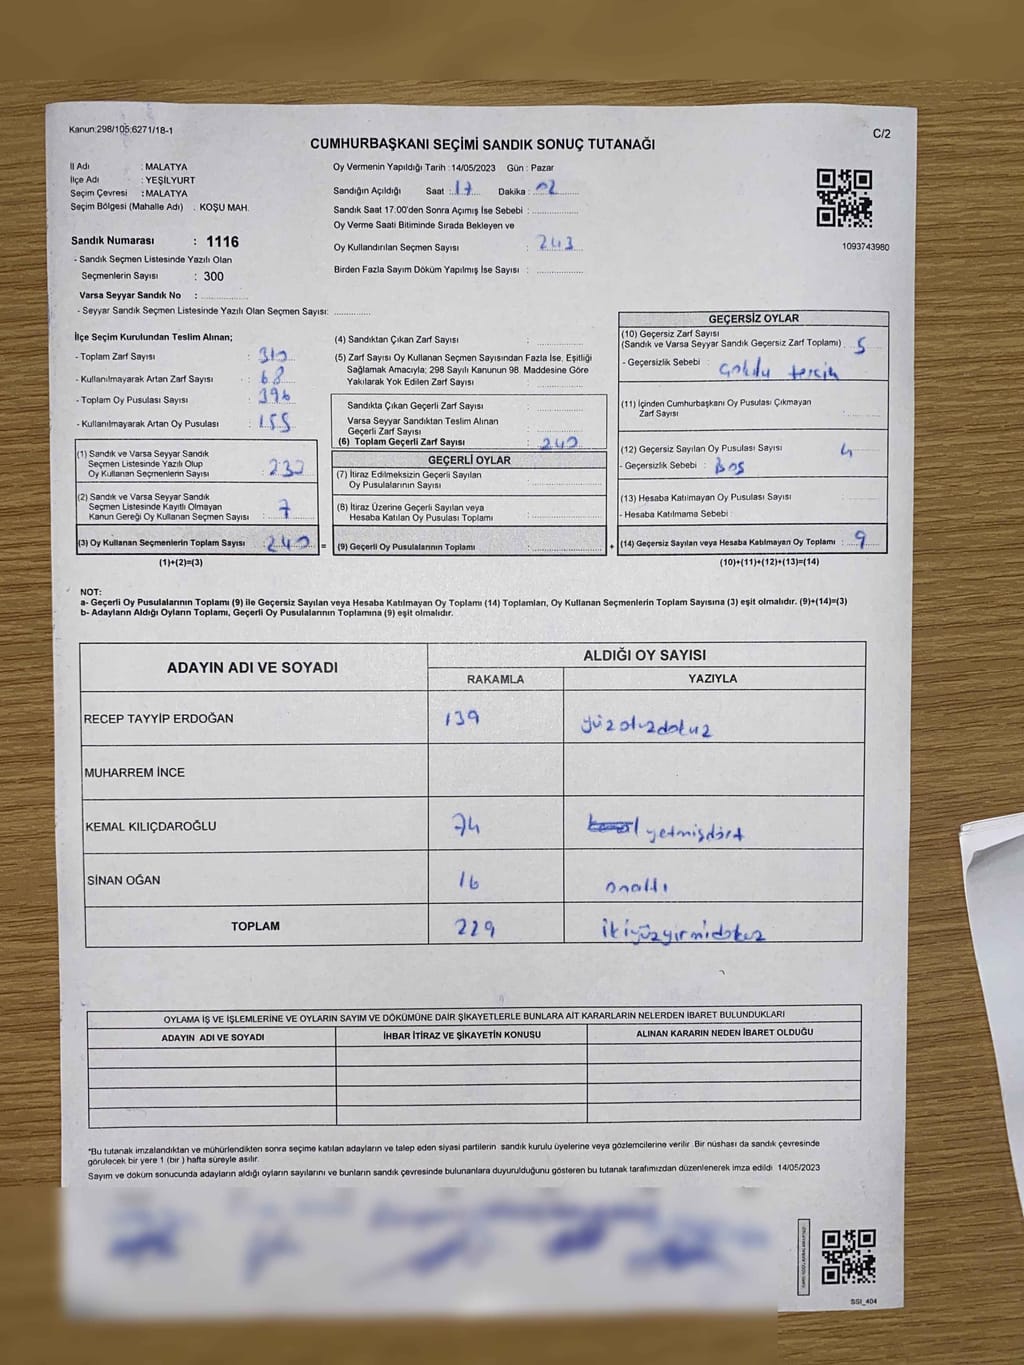 Kanun:298/105:6271/18-1
C/2
CUMHURBAŞKANI SEÇİMİ SANDIK SONUÇ TUTANAĞI
İl Adı : MALATYA
İlçe Adı : YEŞİLYURT
Seçim Çevresi : MALATYA
Seçim Bölgesi (Mahalle Adı) . KOŞU MAH.
Sandık Numarası : 1116
- Sandık Seçmen Listesinde Yazılı Olan
Seçmenlerin Sayısı : 300
Varsa Seyyar Sandık No :
- Seyyar Sandık Seçmen Listesinde Yazılı Olan Seçmen Sayısı:
Oy Vermenin Yapıldığı Tarih : 14/05/2023 Gün : Pazar
Sandığın Açıldığı Saat : 17 Dakika : 02
Sandık Saat 17:00'den Sonra Açımış İse Sebebi :
Oy Verme Saati Bitiminde Sırada Bekleyen ve
Oy Kullandırılan Seçmen Sayısı : 243
Birden Fazla Sayım Döküm Yapılmış İse Sayısı :
1093743980
İlçe Seçim Kurulundan Teslim Alınan;
- Toplam Zarf Sayısı : 310
- Kullanılmayarak Artan Zarf Sayısı : 68
- Toplam Oy Pusulası Sayısı : 396
- Kullanılmayarak Artan Oy Pusulası : 155
(1) Sandık ve Varsa Seyyar Sandık
Seçmen Listesinde Yazılı Olup
Oy Kullanan Seçmenlerin Sayısı : 232
(2) Sandık ve Varsa Seyyar Sandık
Seçmen Listesinde Kayıtlı Olmayan
Kanun Gereği Oy Kullanan Seçmen Sayısı : 7
(3) Oy Kullanan Seçmenlerin Toplam Sayısı : 240 =
(1)+(2)=(3)
(4) Sandıktan Çıkan Zarf Sayısı :
(5) Zarf Sayısı Oy Kullanan Seçmen Sayısından Fazla İse, Eşitliği
Sağlamak Amacıyla; 298 Sayılı Kanunun 98. Maddesine Göre
Yakılarak Yok Edilen Zarf Sayısı :
Sandıkta Çıkan Geçerli Zarf Sayısı :
Varsa Seyyar Sandıktan Teslim Alınan
Geçerli Zarf Sayısı :
(6) Toplam Geçerli Zarf Sayısı : 240
GEÇERLİ OYLAR
(7) İtiraz Edilmeksizin Geçerli Sayılan
Oy Pusulalarının Sayısı :
(8) İtiraz Üzerine Geçerli Sayılan veya
Hesaba Katılan Oy Pusulası Toplamı :
(9) Geçerli Oy Pusulalarının Toplamı : +
GEÇERSİZ OYLAR
(10) Geçersiz Zarf Sayısı
(Sandık ve Varsa Seyyar Sandık Geçersiz Zarf Toplamı) : 5
- Geçersizlik Sebebi : tercih
(11) İçinden Cumhurbaşkanı Oy Pusulası Çıkmayan
Zarf Sayısı :
(12) Geçersiz Sayılan Oy Pusulası Sayısı : 4
- Geçersizlik Sebebi : Boş
(13) Hesaba Katılmayan Oy Pusulası Sayısı :
- Hesaba Katılmama Sebebi :
(14) Geçersiz Sayılan veya Hesaba Katılmayan Oy Toplamı : 9
(10)+(11)+(12)+(13)=(14)
NOT:
a- Geçerli Oy Pusulalarının Toplamı (9) ile Geçersiz Sayılan veya Hesaba Katılmayan Oy Toplamı (14) Toplamları, Oy Kullanan Seçmenlerin Toplam Sayısına (3) eşit olmalıdır. (9)+(14)=(3)
b- Adayların Aldığı Oyların Toplamı, Geçerli Oy Pusulalarının Toplamına (9) eşit olmalıdır.
ADAYIN ADI VE SOYADI
ALDIĞI OY SAYISI
RAKAMLA YAZIYLA
RECEP TAYYİP ERDOĞAN 139 yüzotuzdokuz
MUHARREM İNCE
KEMAL KILIÇDAROĞLU 74 yetmişdört
SİNAN OĞAN 16 onaltı
TOPLAM 229 ikiyüzyirmidokuz
OYLAMA İŞ VE İŞLEMLERİNE VE OYLARIN SAYIM VE DÖKÜMÜNE DAİR ŞİKAYETLERLE BUNLARA AİT KARARLARIN NELERDEN İBARET BULUNDUKLARI
ADAYIN ADI VE SOYADI İHBAR İTİRAZ VE ŞİKAYETİN KONUSU ALINAN KARARIN NEDEN İBARET OLDUĞU
*Bu tutanak imzalandıktan ve mühürlendikten sonra seçime katılan adayların ve talep eden siyasi partilerin sandık kurulu üyelerine veya gözlemcilerine verilir. Bir nüshası da sandık çevresinde
görülecek bir yere 1 (bir ) hafta süreyle asılır.
Sayım ve döküm sonucunda adayların aldığı oyların sayılarını ve bunların sandık çevresinde bulunanlara duyurulduğunu gösteren bu tutanak tarafımızdan düzenlenerek imza edildi 14/05/2023
SSI_404